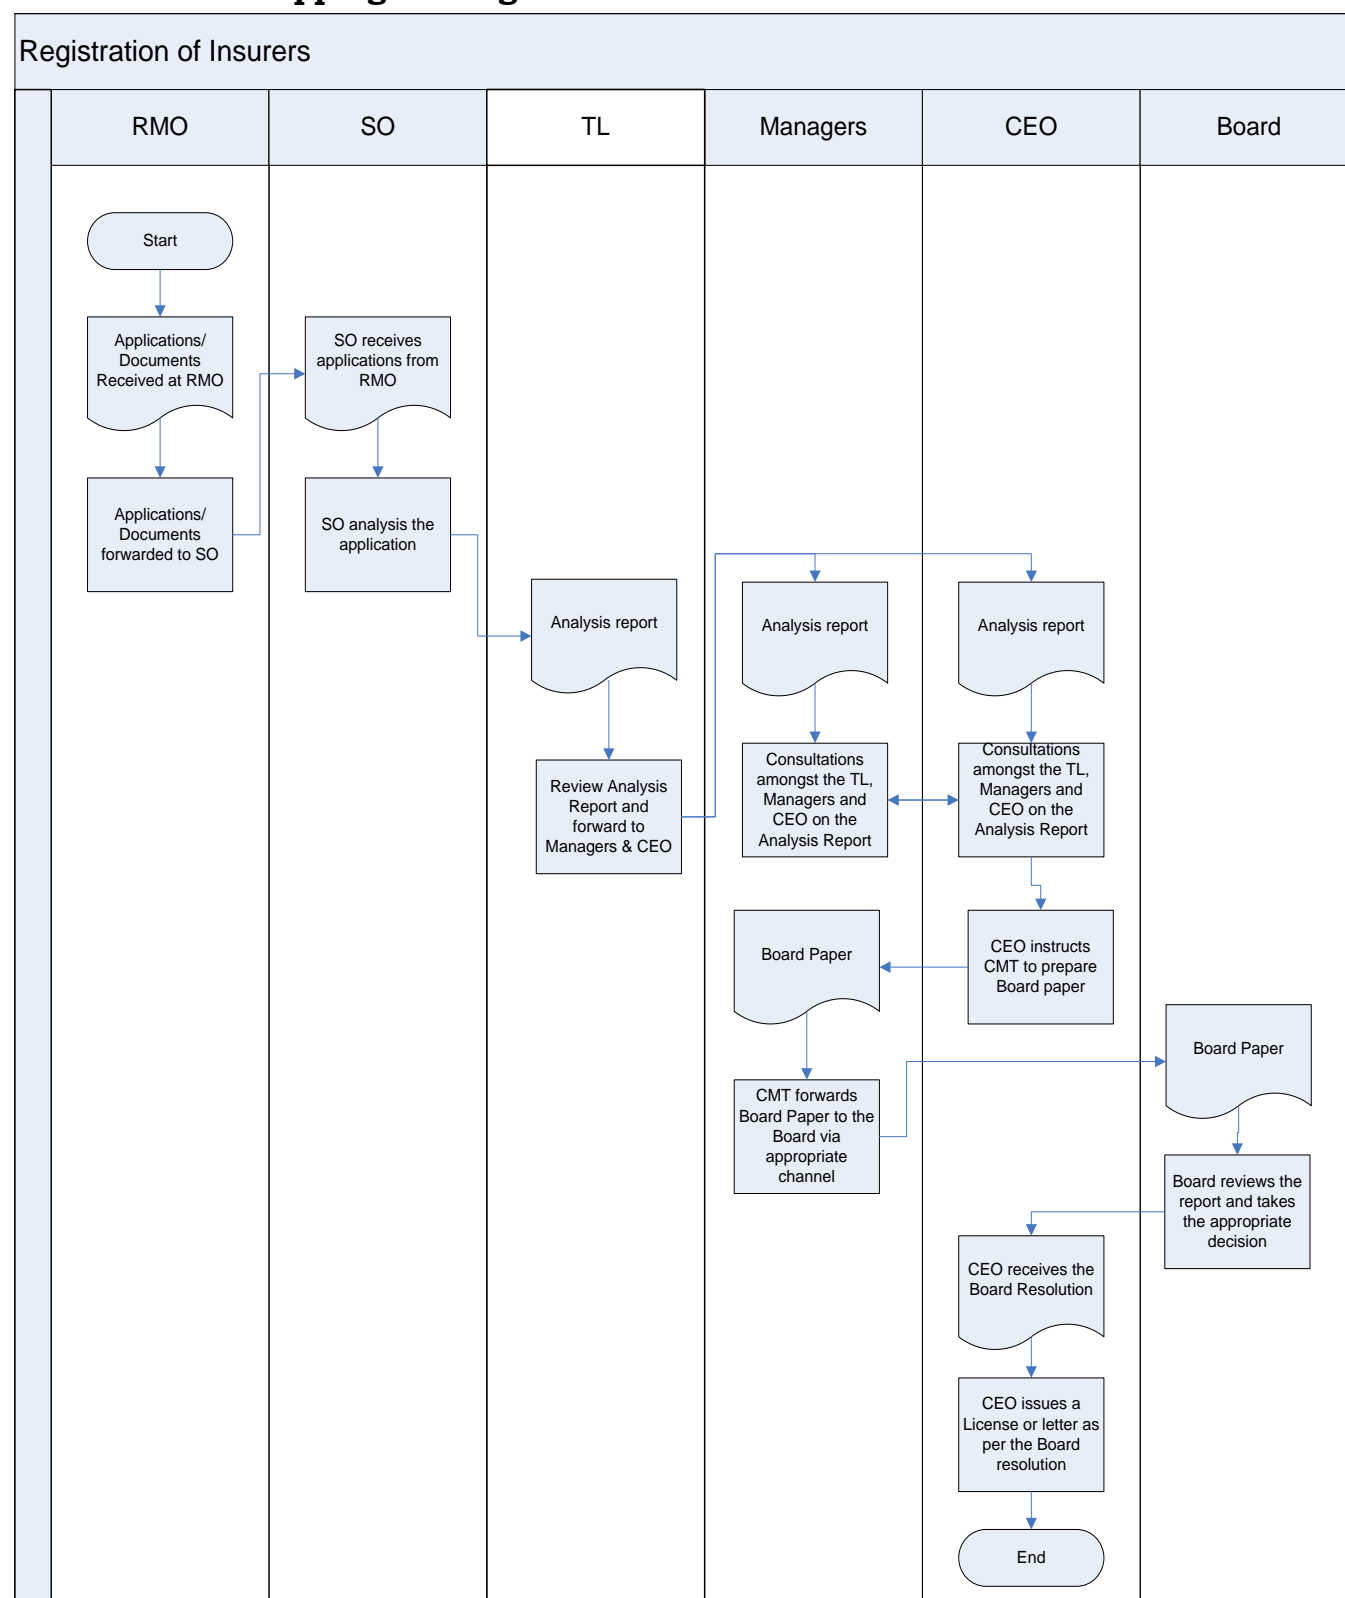 Registration of Insurers
RMO
SO
TL
Managers
CEO
Board
Start
Applications/
Documents
Received at RMO
SO receives
applications from
RMO
Applications/
Documents
forwarded to SO
SO analysis the
application
Analysis report
Analysis report
Analysis report
Review Analysis
Report and
forward to
Managers & CEO
Consultations
amongst the TL,
Managers and
CEO on the
Analysis Report
Consultations
amongst the TL,
Managers and
CEO on the
Analysis Report
Board Paper
CEO instructs
CMT to prepare
Board paper
Board Paper
CMT forwards
Board Paper to the
Board via
appropriate
channel
Board reviews the
report and takes
the appropriate
decision
CEO receives the
Board Resolution
CEO issues a
License or letter as
per the Board
resolution
End